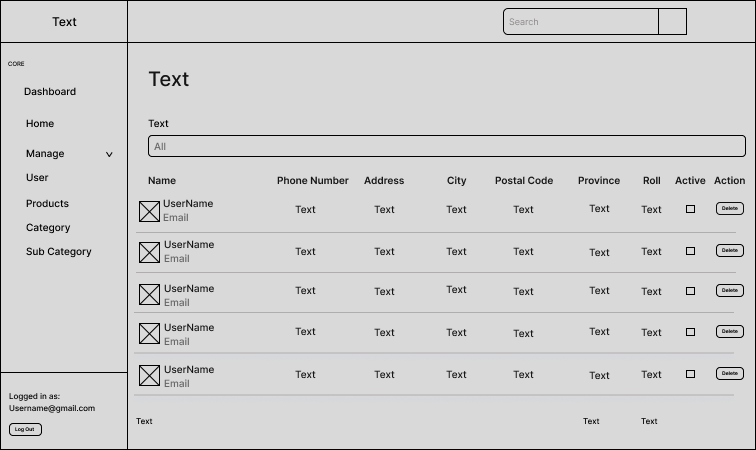 Text
Search
CORE
Dashboard
Home
Manage
User
Products
Category
Sub Category
Logged in as:
Username@gmail.com
Log Out
Text
Text
All
Name Phone Number Address City Postal Code Province Roll Active Action
UserName
Email
Text Text Text Text Text Text Delete
UserName
Email
Text Text Text Text Text Text Delete
UserName
Email
Text Text Text Text Text Text Delete
UserName
Email
Text Text Text Text Text Text Delete
UserName
Email
Text Text Text Text Text Text Delete
Text Text Text